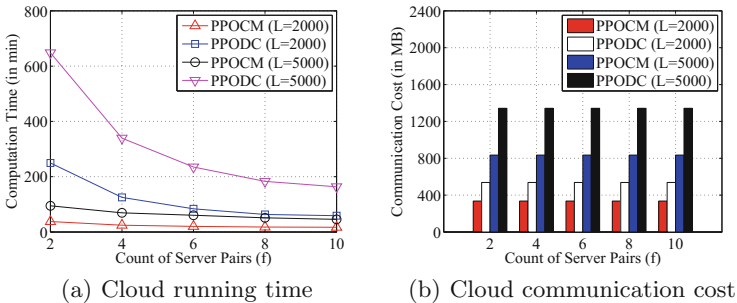 800
600
400
200
0
Computation Time (in min)
PPOCM (L=2000)
PPODC (L=2000)
PPOCM (L=5000)
PPODC (L=5000)
2 4 6 8 10
Count of Server Pairs (f)
(a) Cloud running time
2400
2000
1600
1200
800
400
0
Communication Cost (in MB)
PPOCM (L=2000)
PPODC (L=2000)
PPOCM (L=5000)
PPODC (L=5000)
2 4 6 8 10
Count of Server Pairs (f)
(b) Cloud communication cost